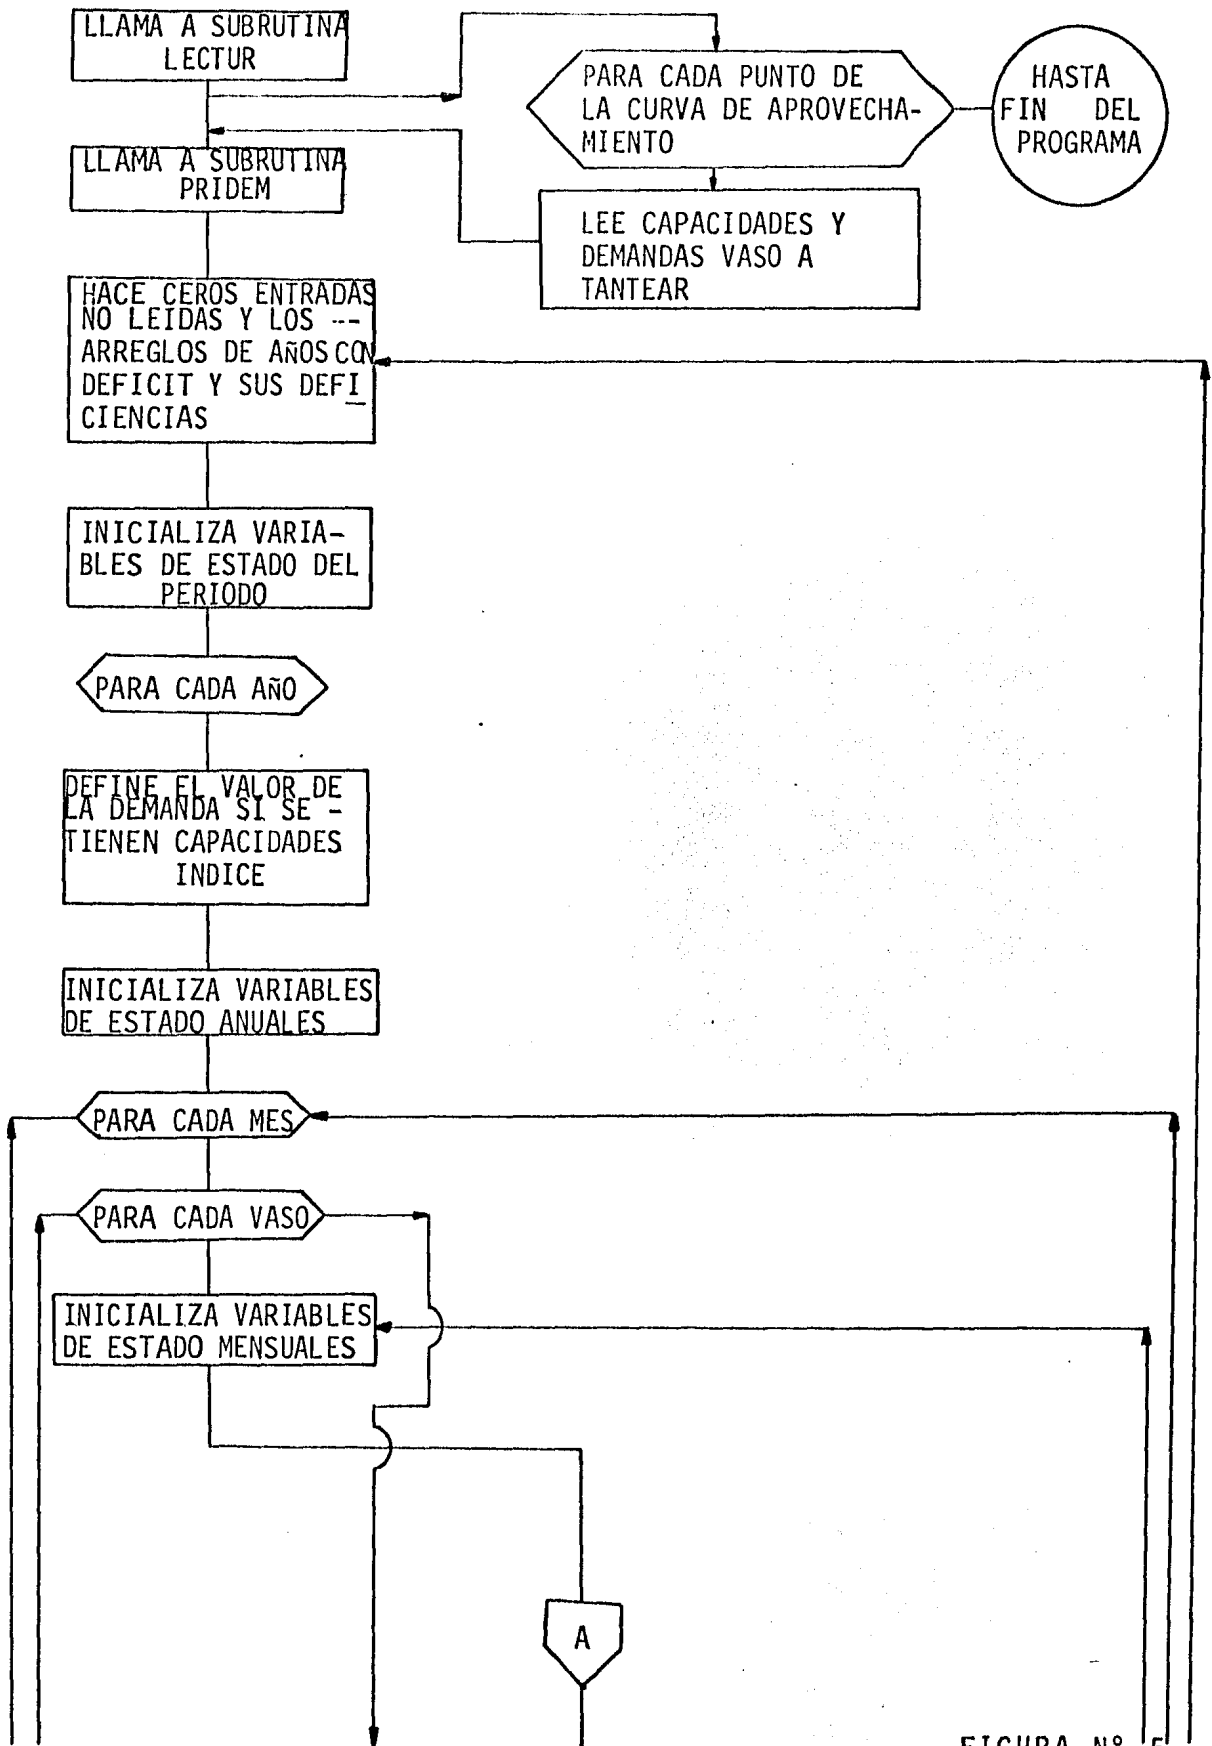 LLAMA A SUBRUTINA
LECTUR
PARA CADA PUNTO DE
LA CURVA DE APROVECHA-
MIENTO
HASTA
FIN DEL
PROGRAMA
LLAMA A SUBRUTINA
PRIDEM
LEE CAPACIDADES Y
DEMANDAS VASO A
TANTEAR
HACE CEROS ENTRADAS
NO LEIDAS Y LOS ---
ARREGLOS DE AÑOS CON
DEFICIT Y SUS DEFI
CIENCIAS
INICIALIZA VARIA-
BLES DE ESTADO DEL
PERIODO
PARA CADA AÑO
DEFINE EL VALOR DE
LA DEMANDA SI SE -
TIENEN CAPACIDADES
INDICE
INICIALIZA VARIABLES
DE ESTADO ANUALES
PARA CADA MES
PARA CADA VASO
INICIALIZA VARIABLES
DE ESTADO MENSUALES
A
FIGURA Nº